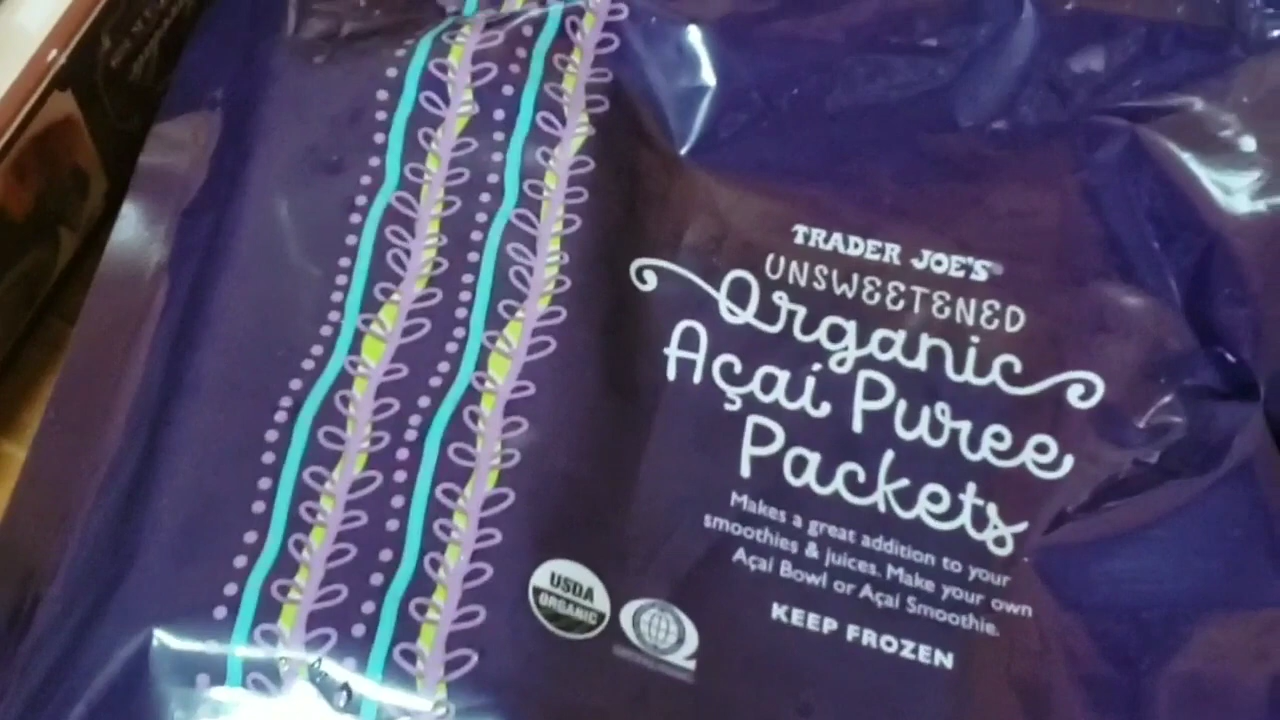 TRADER JOE'S
UNSWEETENED
Organic
Açaí Puree
Packets
Makes a great addition to your
smoothies & juices. Make your own
Açaí Bowl or Açaí Smoothie.
KEEP FROZEN
USDA
ORGANIC